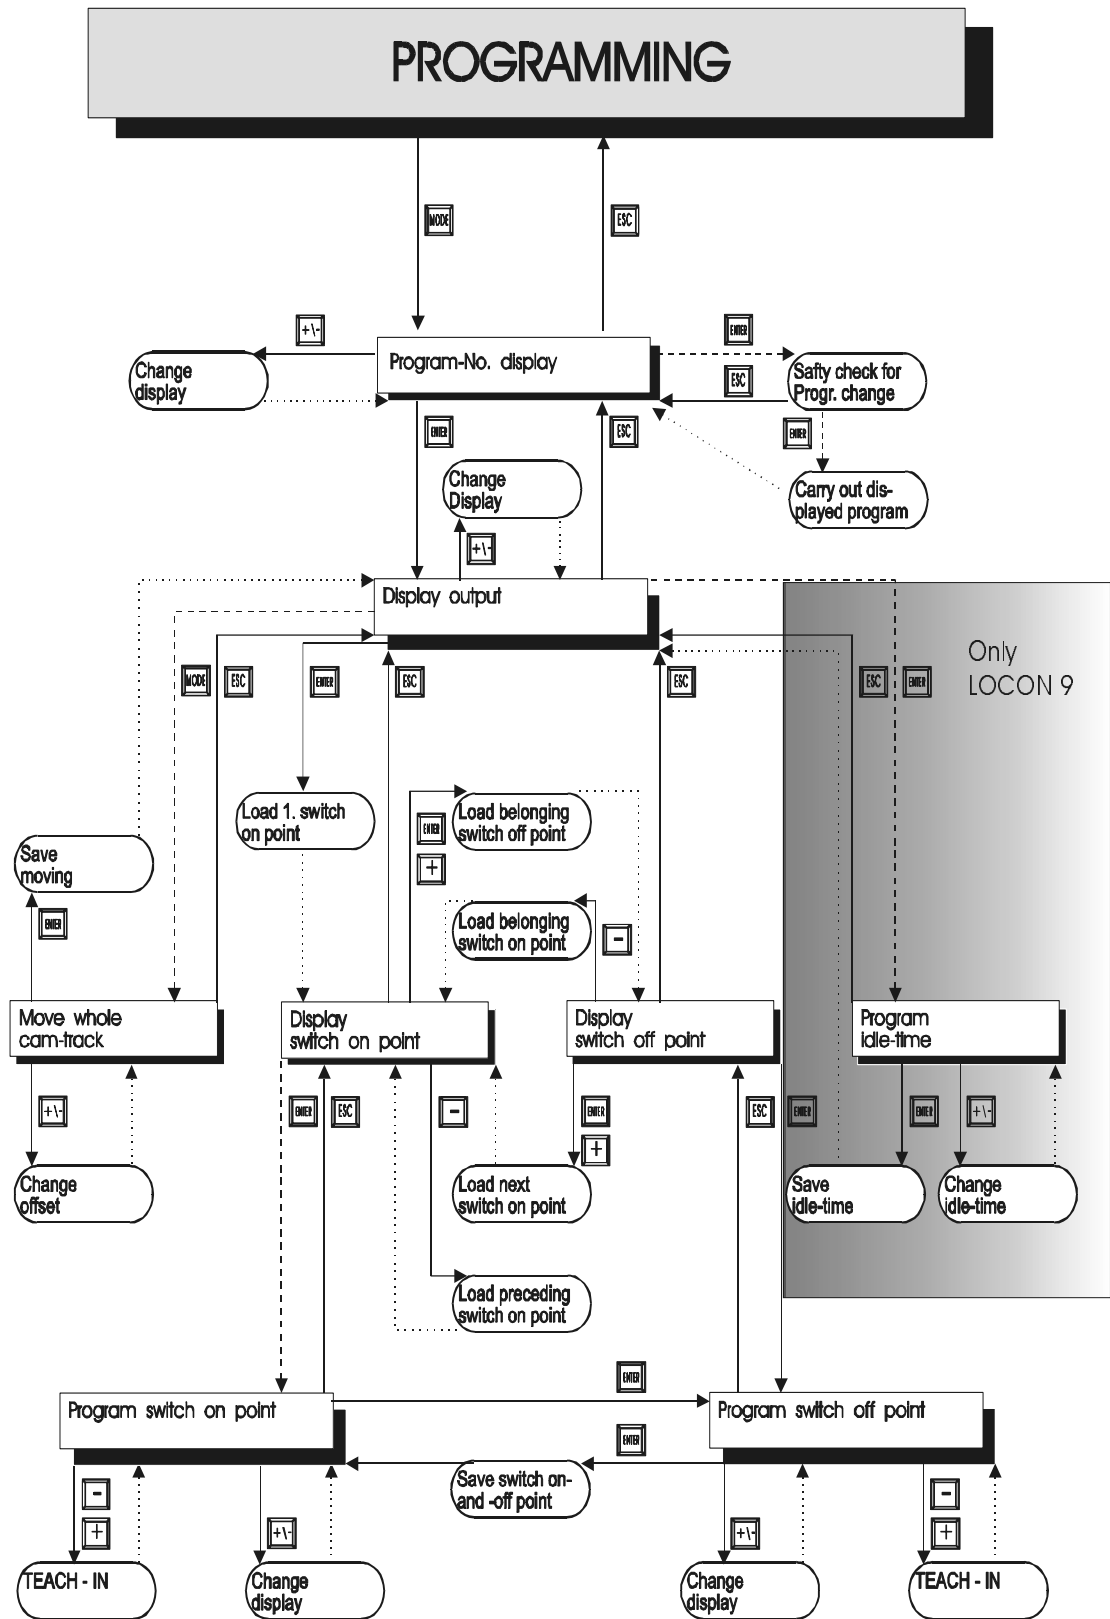 PROGRAMMING
MODE
ESC
+\-
ENTER
Program-No. display
Change
display
ESC
Safty check for
Progr. change
ENTER
ESC
ENTER
Change
Display
Carry out dis-
played program
+\-
Display output
Only
LOCON 9
MODE
ESC
ENTER
ESC
ESC
ESC
ENTER
Load 1. switch
on point
Load belonging
switch off point
ENTER
+
Save
moving
Load belonging
switch on point
ENTER
-
Move whole
cam-track
Display
switch on point
Display
switch off point
Program
idle-time
+\-
ENTER
ESC
-
ENTER
+
ESC
ENTER
ENTER
+\-
Change
offset
Load next
switch on point
Save
idle-time
Change
idle-time
Load preceding
switch on point
ENTER
Program switch on point
Program switch off point
ENTER
Save switch on-
and -off point
-
+
+\-
+\-
-
+
TEACH - IN
Change
display
Change
display
TEACH - IN